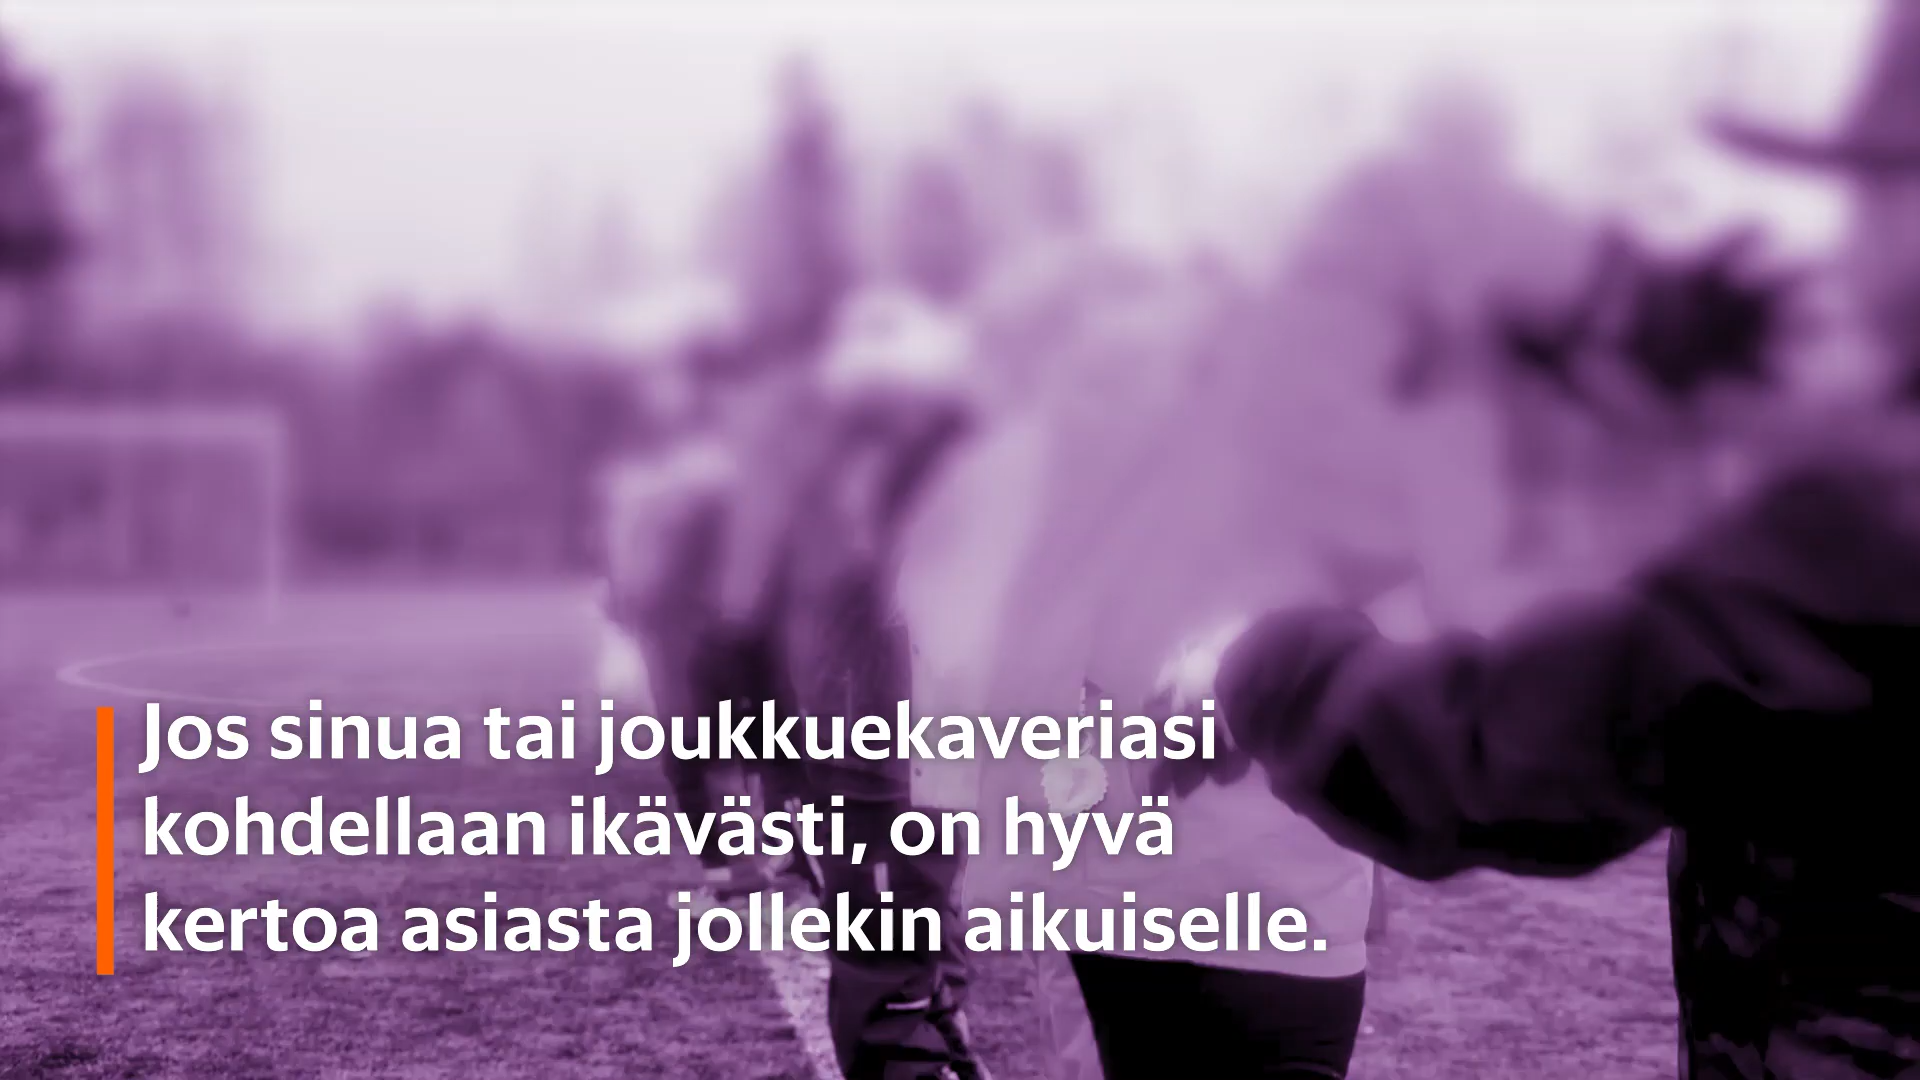 Jos sinua tai joukkuekaveriasi
kohdellaan ikävästi, on hyvä
kertoa asiasta jollekin aikuiselle.